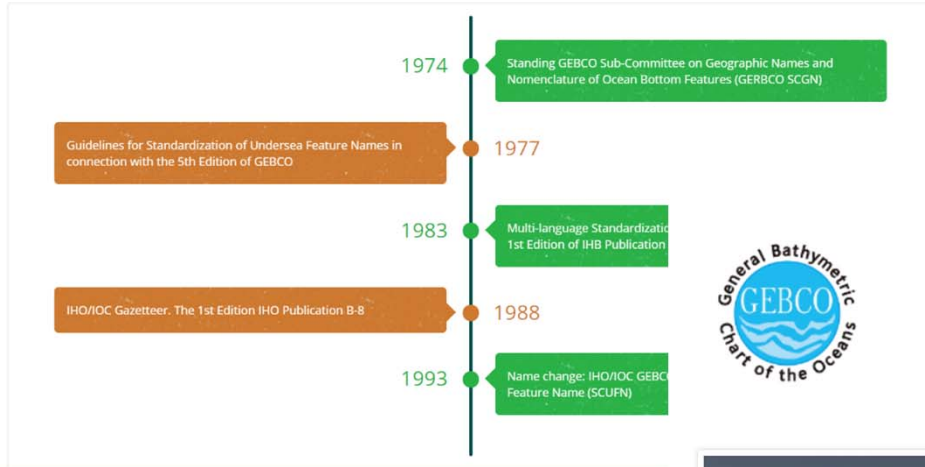 1974
Standing GEBCO Sub-Committee on Geographic Names and
Nomenclature of Ocean Bottom Features (GERBCO SCGN)
Guidelines for Standardization of Undersea Feature Names in
connection with the 5th Edition of GEBCO
1977
1983
Multi-language
1st Edition of IHB Publication
IHO/IOC Gazetteer. The 1st Edition IHO Publication B-8
1988
1993
Name change: IHO/IOC
Feature Name (SCUFN)
General Bathymetric
GEBCO
Chart of the Oceans